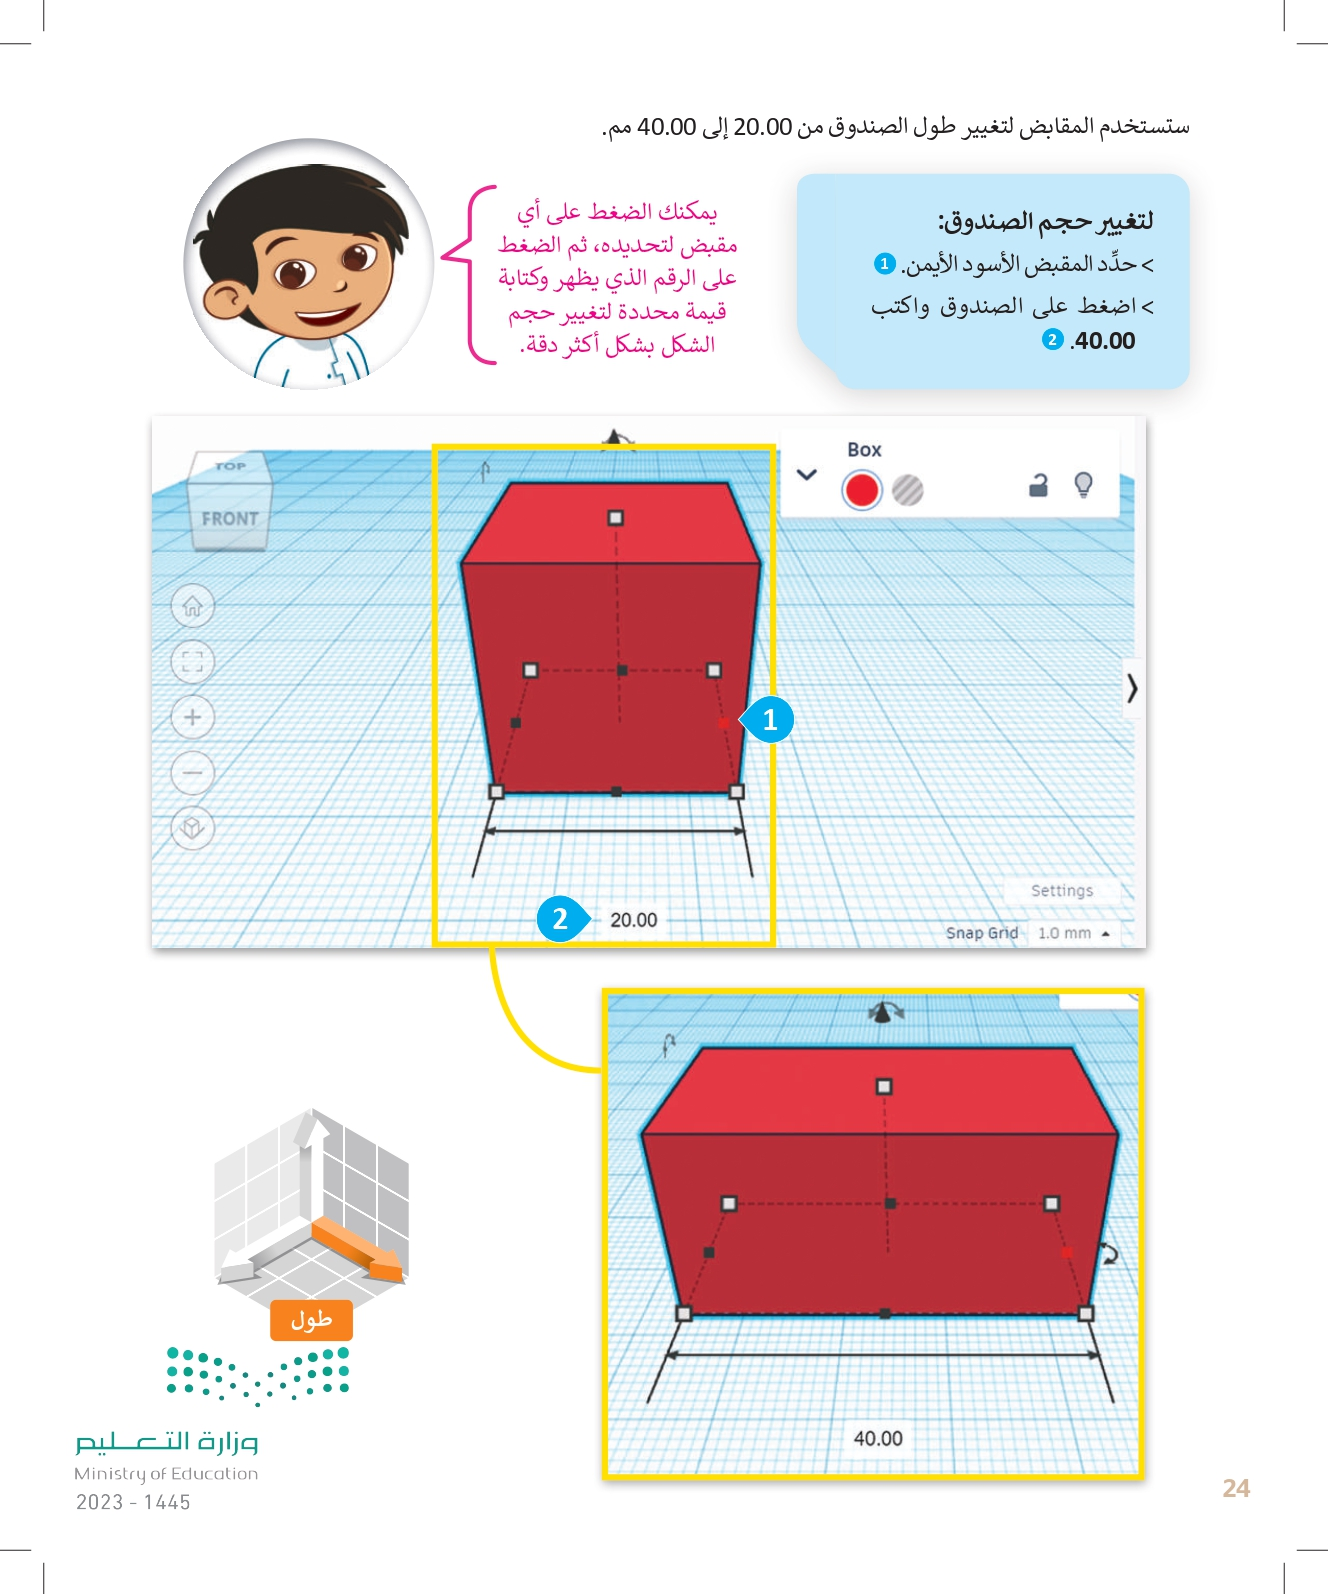 ستستخدم المقابض لتغيير طول الصندوق من 20.00 إلى 40.00 مم.
لتغيير حجم الصندوق:
> حدِّد المقبض الأسود الأيمن. 1
> اضغط على الصندوق واكتب
40.00. 2
يمكنك الضغط على أي
مقبض لتحديده، ثم الضغط
على الرقم الذي يظهر وكتابة
قيمة محددة لتغيير حجم
الشكل بشكل أكثر دقة.
Box
TOP
FRONT
1
2
20.00
Settings
Snap Grid 1.0 mm
40.00
طول
وزارة التعليم
Ministry of Education
2023 - 1445
24